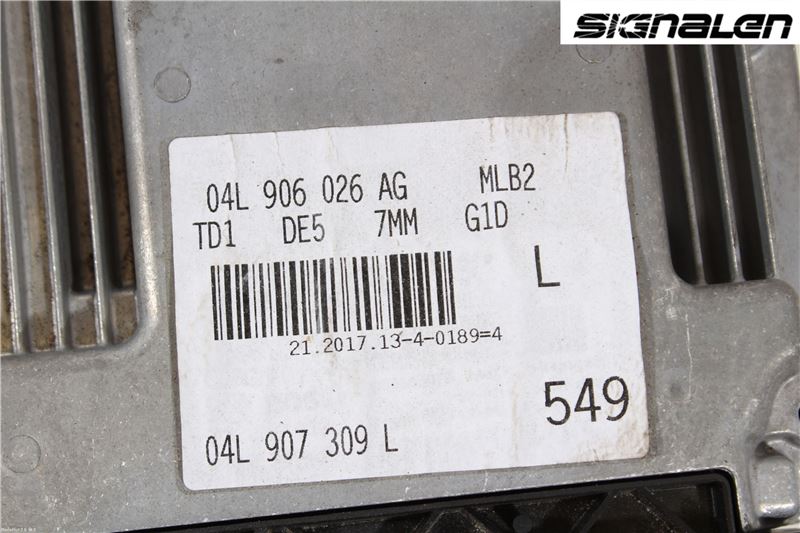 SIGNALEN
04L 906 026 AG MLB2
TD1 DE5 7MM G1D
L
21.2017.13-4-0189=4
549
04L 907 309 L